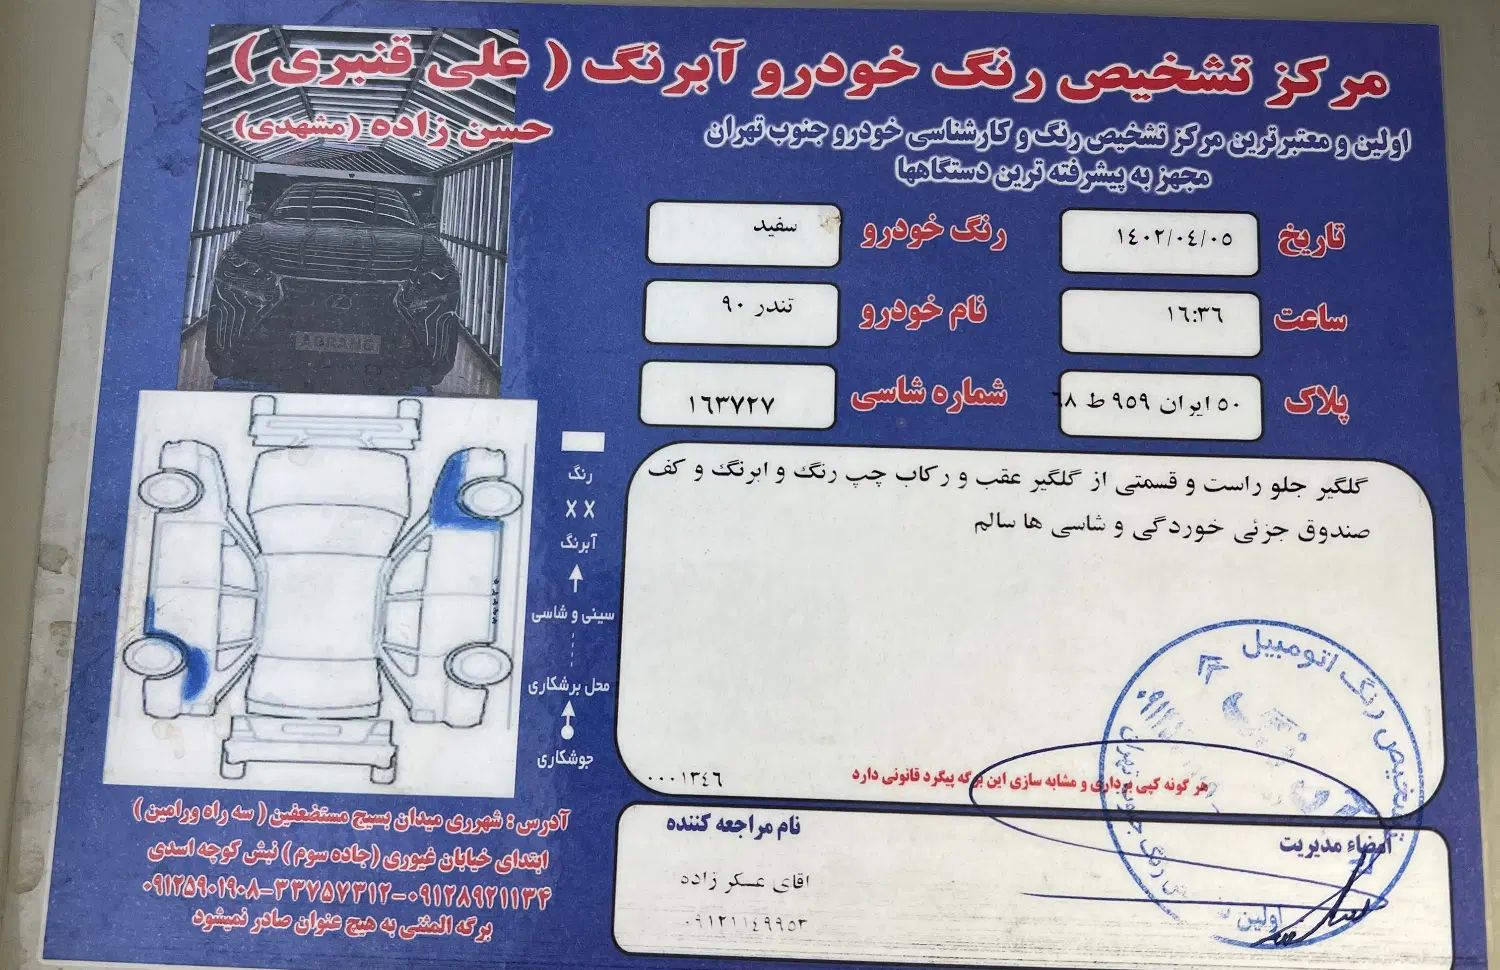 مرکز تشخیص رنگ خودرو آبرنگ ( علی قنبری )
حسن زاده (مشهدی)
اولین و معتبرترین مرکز تشخیص رنگ و کارشناسی خودرو جنوب تهران
مجهز به پیشرفته ترین دستگاهها
تاریخ ۱۴۰۲/۰۴/۰۵
رنگ خودرو سفید
ساعت ۱۶:۳۶
نام خودرو تندر ۹۰
پلاک ۵۰ ایران ۹۵۹ ط ۶۸
شماره شاسی ۱۶۳۷۲۷
ABRANG
گلگیر جلو راست و قسمتی از گلگیر عقب و رکاب چپ رنگ و ابرنگ و کف
صندوق جزئی خوردگی و شاسی ها سالم
رنگ
X X
آبرنگ
سینی و شاسی
محل برشکاری
جوشکاری
هر گونه کپی برداری و مشابه سازی این برگه پیگرد قانونی دارد
۰۰۰۱۳۴۶
امضاء مدیریت
نام مراجعه کننده
اقای عسکر زاده
۰۹۱۲۱۱۴۹۹۵۳
تشخیص رنگ اتومبیل
اولین
آدرس : شهرری میدان بسیج مستضعفین ( سه راه ورامین )
ابتدای خیابان غیوری (جاده سوم ) نبش کوچه اسدی
۰۹۱۲۵۹۰۱۹۰۸-۳۳۷۵۷۳۱۲-۰۹۱۲۸۹۲۱۱۳۴
برگه المثنی به هیچ عنوان صادر نمیشود